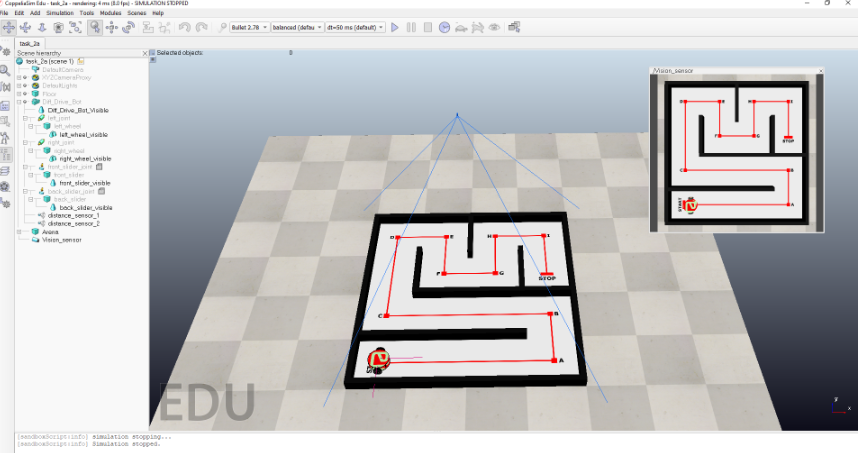 CoppeliaSim Edu - task_2a - rendering: 4 ms (8.0 fps) - SIMULATION STOPPED
File Edit Add Simulation Tools Modules Scenes Help
Bullet 2.78 balanced (defau dt=50 ms (default)
task_2a
Scene hierarchy
Selected objects: 0
task_2a (scene 1)
DefaultCamera
XYZCameraProxy
DefaultLights
Floor
Diff_Drive_Bot
Diff_Drive_Bot_Visible
left_joint
left_wheel
left_wheel_visible
right_joint
right_wheel
right_wheel_visible
front_slider_joint
front_slider
front_slider_visible
back_slider_joint
back_slider
back_slider_visible
distance_sensor_1
distance_sensor_2
Arena
Vision_sensor
/Vision_sensor
D E H I
F G
STOP
C B
START
A
D E H I
F G
STOP
C B
A
EDU
y
x
[sandboxScript:info] simulation stopping...
[sandboxScript:info] Simulation stopped.